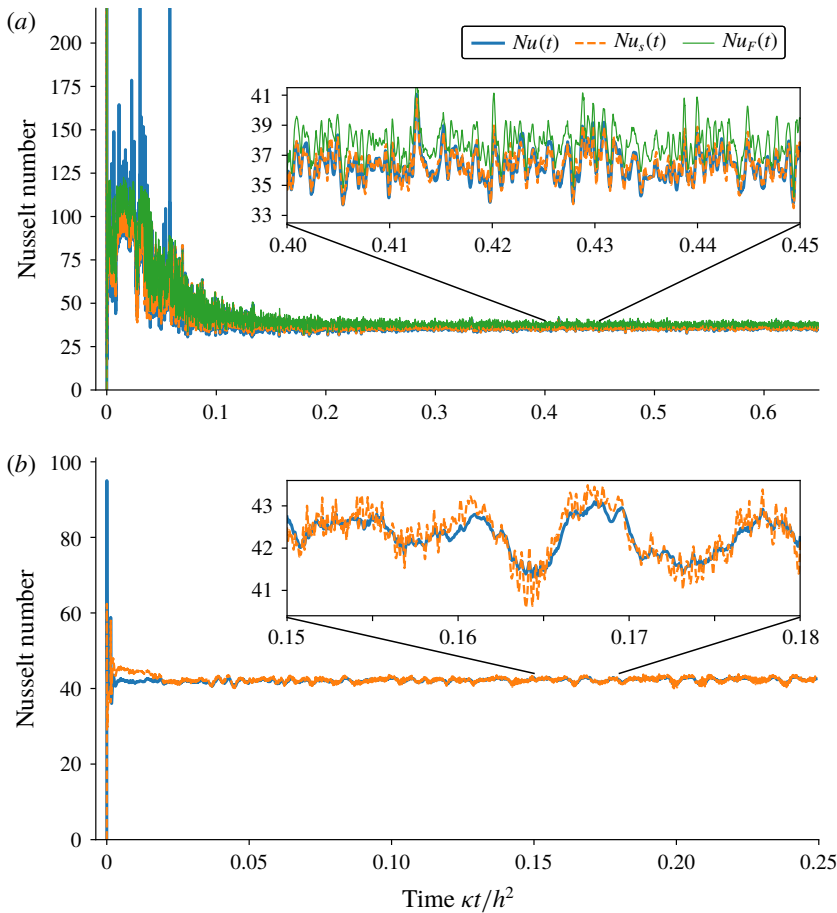 (a)
Nu(t) Nu_s(t) Nu_F(t)
220
175
150
125
100
75
50
25
0
Nusselt number
41
39
37
35
33
0.40 0.41 0.42 0.43 0.44 0.45
0 0.1 0.2 0.3 0.4 0.5 0.6
(b)
100
80
60
40
20
0
Nusselt number
43
42
41
0.15 0.16 0.17 0.18
0 0.05 0.10 0.15 0.20 0.25
Time κt/h²